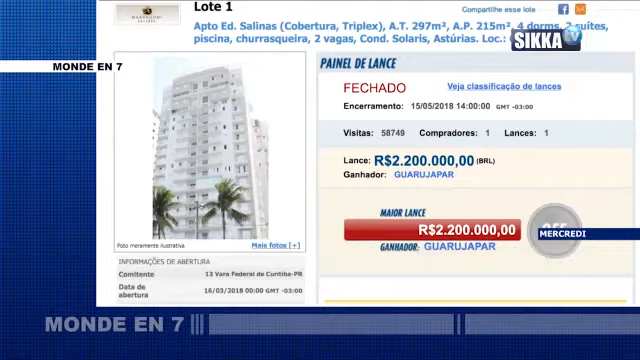 Lote 1
Compartilhe esse lote
Apto Ed. Salinas (Cobertura, Triplex), A.T. 297m², A.P. 215m², 4 dorms, 2 suítes,
piscina, churrasqueira, 2 vagas, Cond. Solaris, Astúrias. Loc.:
SIKKA TV
MONDE EN 7
PAINEL DE LANCE
FECHADO
Veja classificação de lances
Encerramento: 15/05/2018 14:00:00 GMT -03:00
Visitas: 58749 Compradores: 1 Lances: 1
Lance: R$2.200.000,00 (BRL)
Ganhador: GUARUJAPAR
MAIOR LANCE
R$2.200.000,00
MERCREDI
GANHADOR: GUARUJAPAR
Foto meramente ilustrativa.
Mais fotos [+]
INFORMAÇÕES DE ABERTURA
Comitente 13 Vara Federal de Curitiba-PR
Data de
abertura
16/03/2018 00:00 GMT -03:00
MONDE EN 7